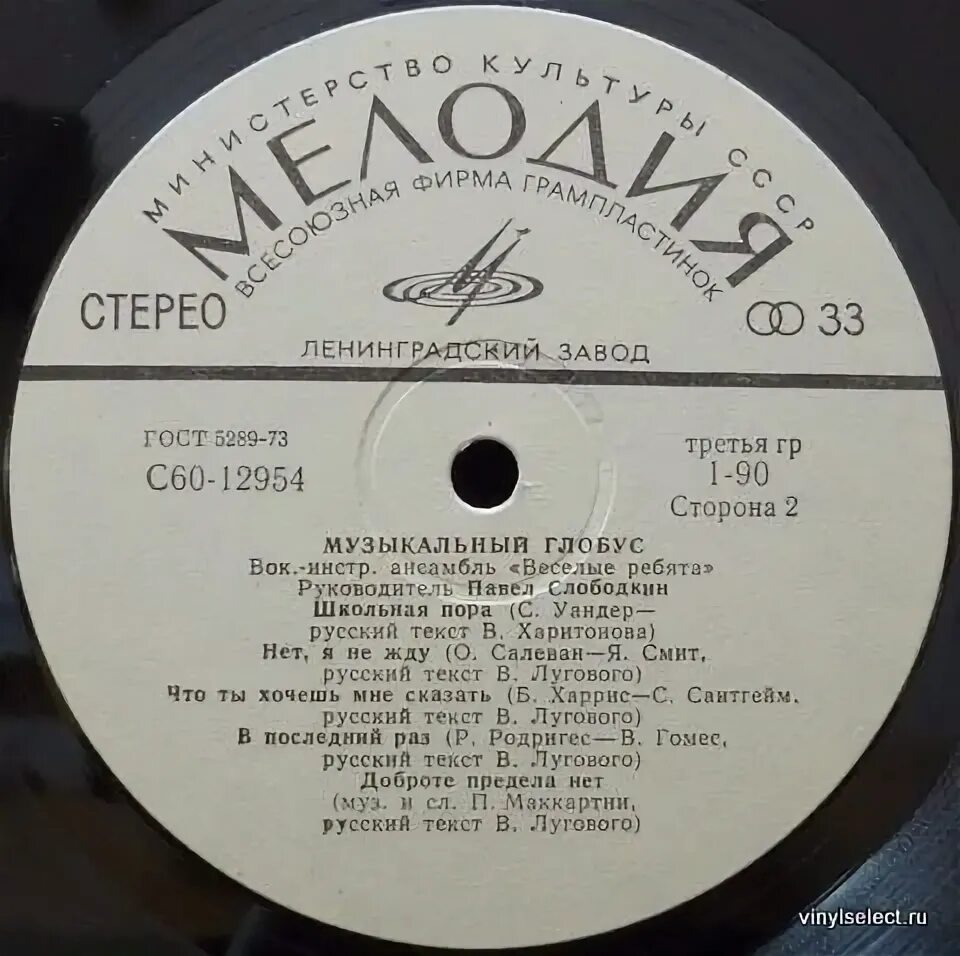 МИНИСТЕРСТВО КУЛЬТУРЫ СССР
МЕЛОДИЯ
ВСЕСОЮЗНАЯ ФИРМА ГРАМПЛАСТИНОК
СТЕРЕО
33
ЛЕНИНГРАДСКИЙ ЗАВОД
ГОСТ 5289-73
С60-12954
третья гр
1-90
Сторона 2
МУЗЫКАЛЬНЫЙ ГЛОБУС
Вок.-инстр. ансамбль «Веселые ребята»
Руководитель Павел Слободкин
Школьная пора (С. Уандер—
русский текст В. Харитонова)
Нет, я не жду (О. Салеван—Я. Смит,
русский текст В. Лугового)
Что ты хочешь мне сказать (Б. Харрис—С. Саитгейм.
русский текст В. Лугового)
В последний раз (Р. Родригес—В. Гомес,
русский текст В. Лугового)
Доброте предела нет
(муз. и сл. П. Маккартни,
русский текст В. Лугового)
vinylselect.ru